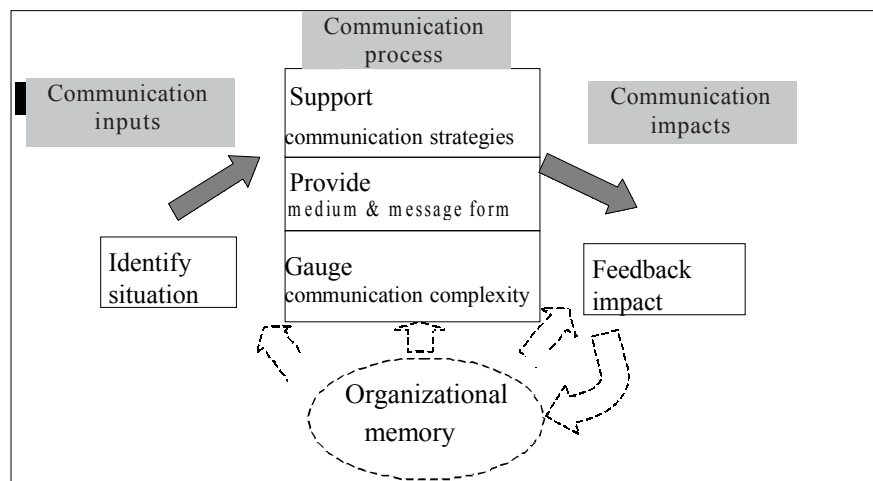 Communication
process
Communication
inputs
Communication
impacts
Support
communication strategies
Provide
medium & message form
Gauge
communication complexity
Identify
situation
Feedback
impact
Organizational
memory